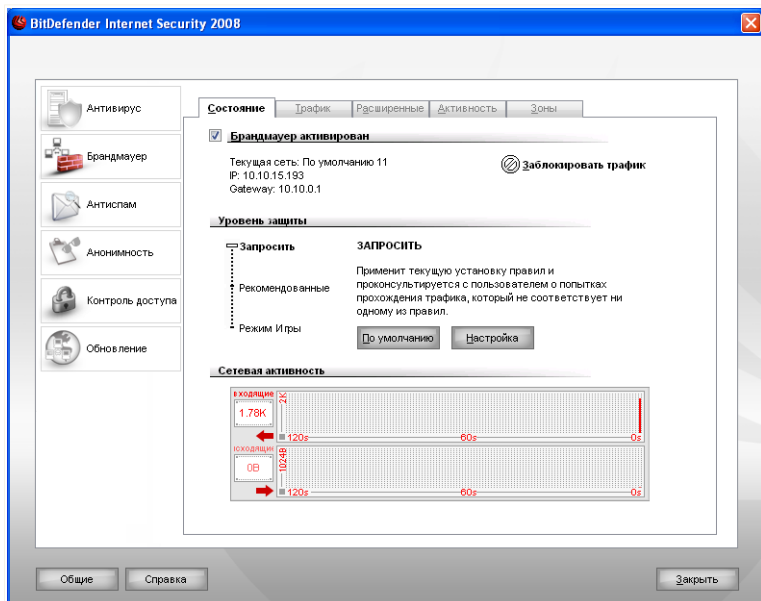 BitDefender Internet Security 2008
Антивирус
Брандмауер
Антиспам
Анонимность
Контроль доступа
Обновление
Состояние
Трафик
Расширенные
Активность
Зоны
Брандмауер активирован
Текущая сеть: По умолчанию 11
IP: 10.10.15.193
Gateway: 10.10.0.1
Заблокировать трафик
Уровень защиты
Запросить
Рекомендованные
Режим Игры
ЗАПРОСИТЬ
Применит текущую установку правил и
проконсультируется с пользователем о попытках
прохождения трафика, который не соответствует ни
одному из правил.
По умолчанию
Настройка
Сетевая активность
входящие
1.78K
2K
120s
60s
0s
исходящие
0B
1024B
120s
60s
0s
Общие
Справка
Закрыть